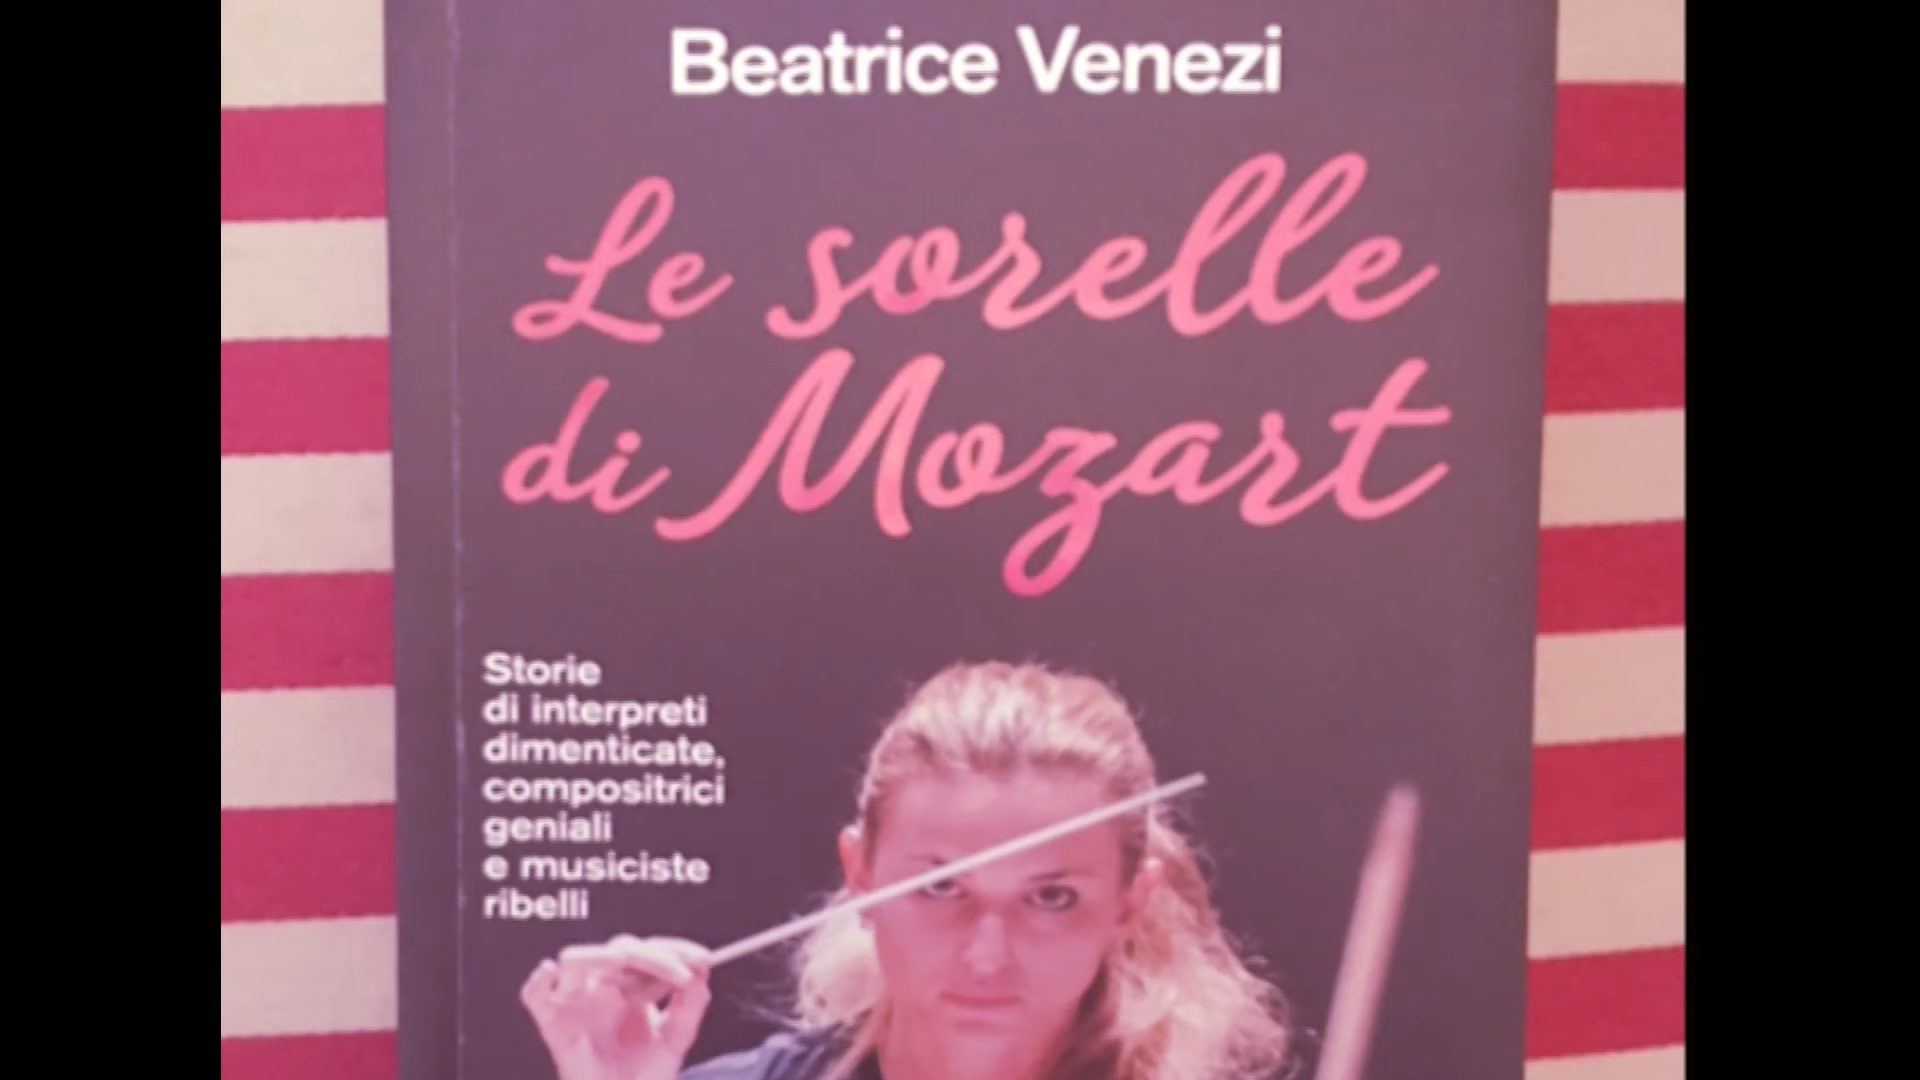 Beatrice Venezi
Le sorelle
di Mozart
Storie
di interpreti
dimenticate,
compositrici
geniali
e musiciste
ribelli